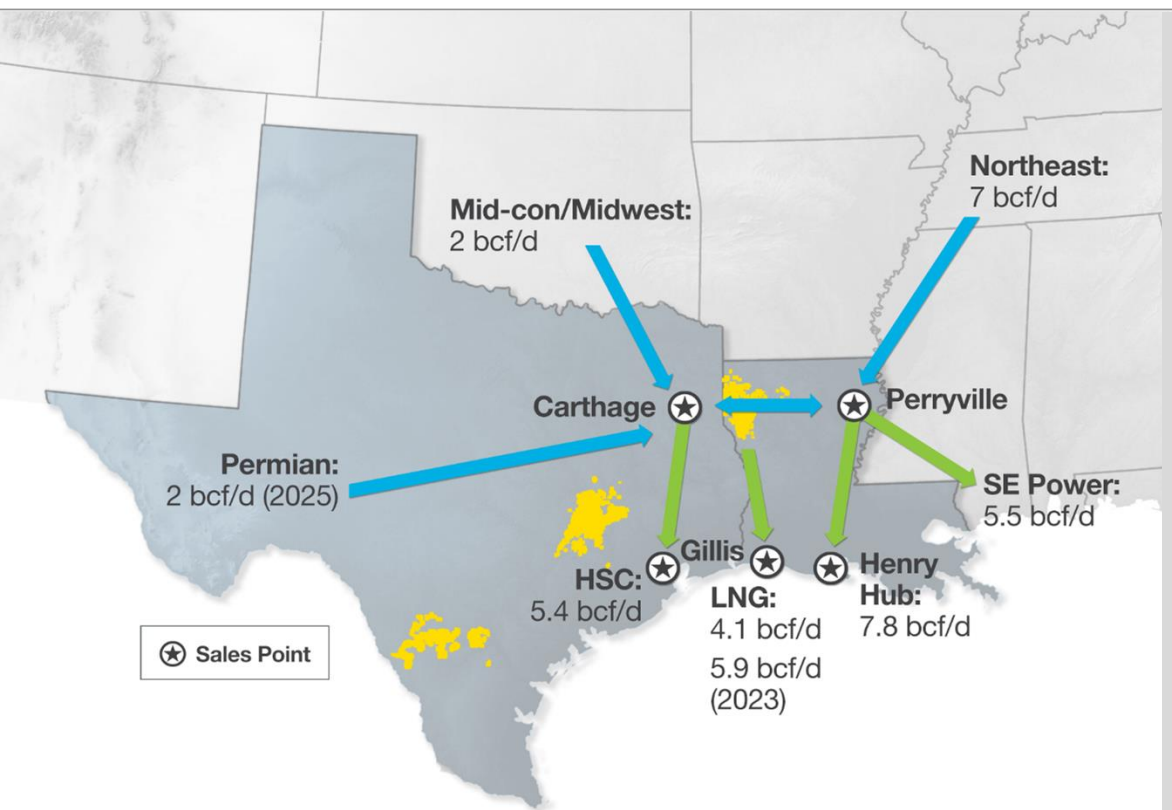 Northeast:
7 bcf/d
Mid-con/Midwest:
2 bcf/d
Carthage
Perryville
Permian:
2 bcf/d (2025)
SE Power:
5.5 bcf/d
Gillis
HSC:
5.4 bcf/d
LNG:
4.1 bcf/d
5.9 bcf/d
(2023)
Henry
Hub:
7.8 bcf/d
Sales Point